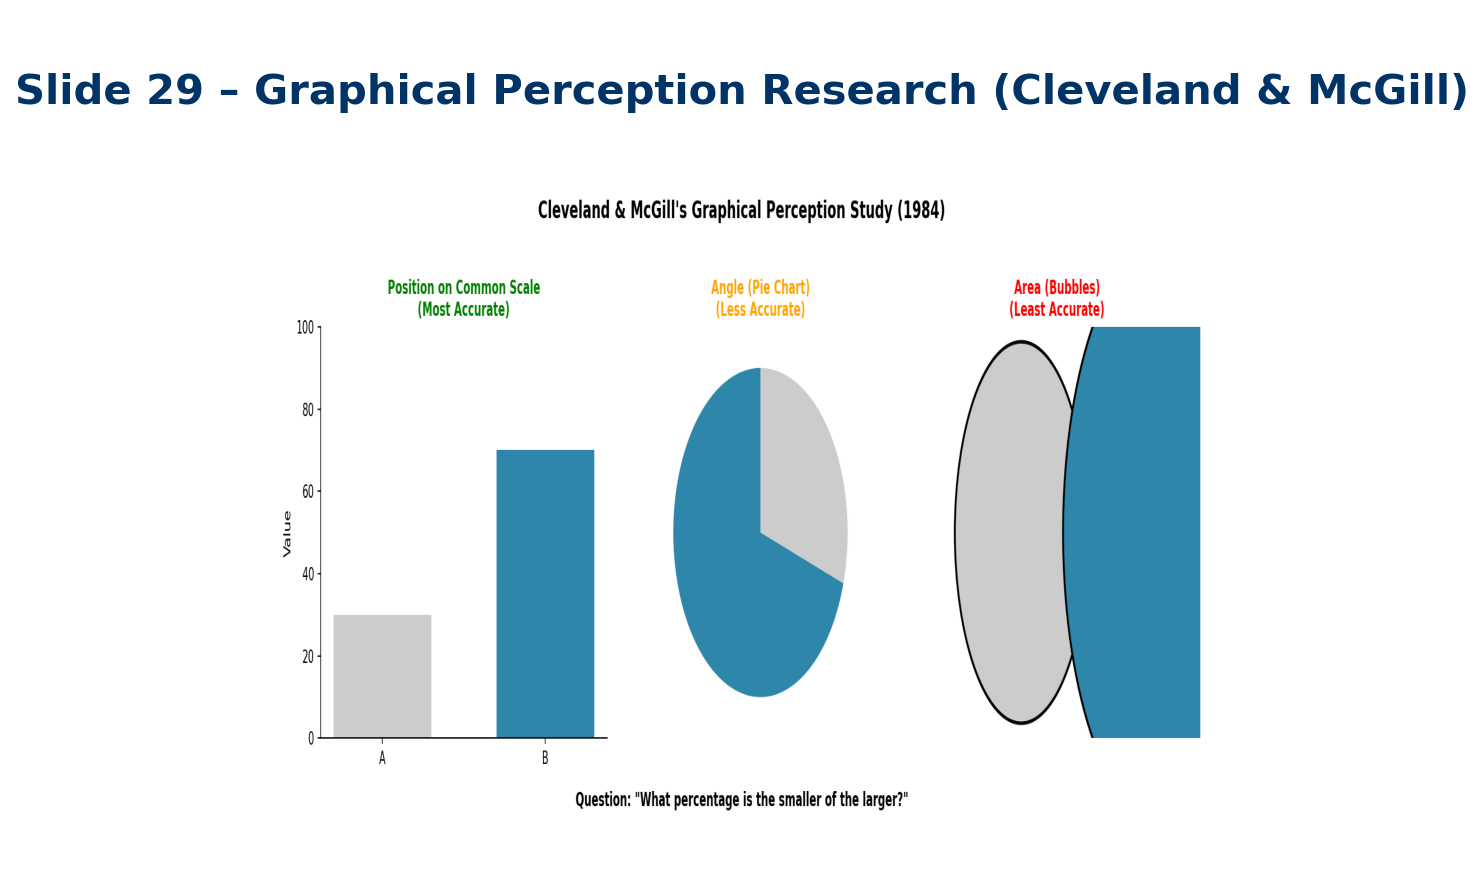 Slide 29 – Graphical Perception Research (Cleveland & McGill)
Cleveland & McGill's Graphical Perception Study (1984)
Position on Common Scale
(Most Accurate)
Angle (Pie Chart)
(Less Accurate)
Area (Bubbles)
(Least Accurate)
100
80
60
40
20
0
Value
A
B
Question: "What percentage is the smaller of the larger?"